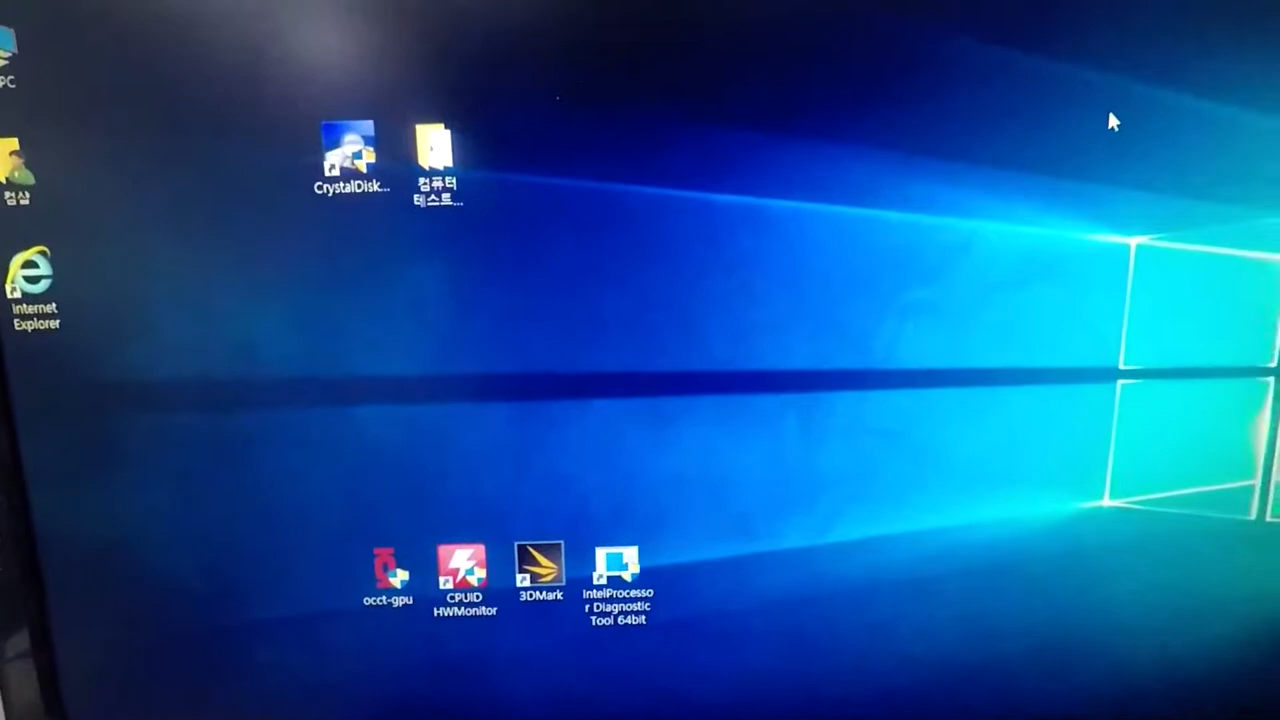 PC
컴샵
Internet
Explorer
CrystalDisk...
컴퓨터
테스트...
occt-gpu
CPUID
HWMonitor
3DMark
IntelProcesso
r Diagnostic
Tool 64bit